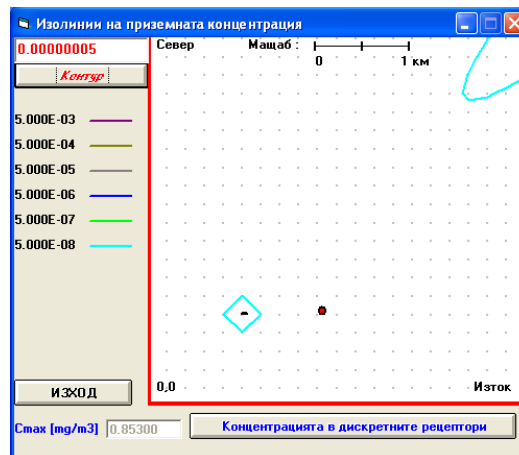 Изолинии на приземната концентрация
0.00000005
Север Мащаб :
0 1 км
Контур
5.000E-03
5.000E-04
5.000E-05
5.000E-06
5.000E-07
5.000E-08
ИЗХОД
0,0 Изток
Cmax [mg/m3] 0.85300 Концентрацията в дискретните рецептори